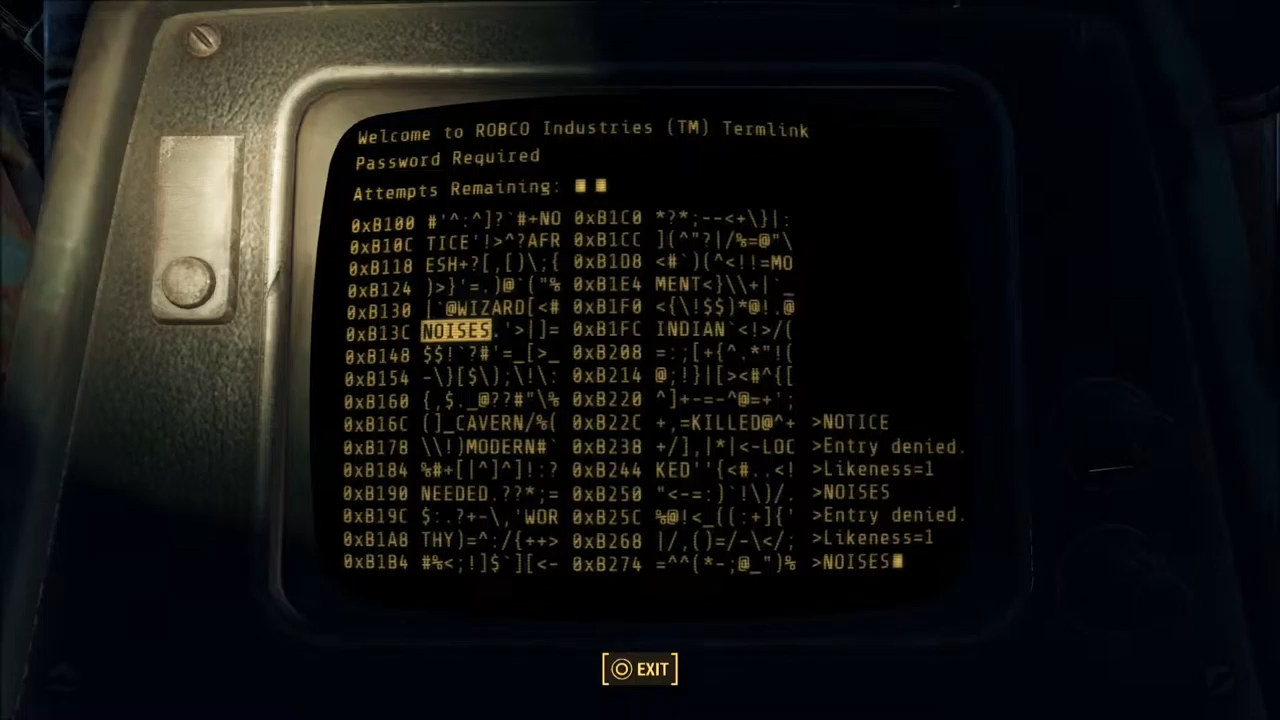 Welcome to ROBCO Industries (TM) Termlink
Password Required
Attempts Remaining: ■ ■
0xB100 #'^:^]?`#+NO 0xB1C0 *?*;--<+\}|:
0xB10C TICE'!>^?AFR 0xB1CC ](^"?|/%=@"\
0xB118 ESH+?[,[)\;{ 0xB1D8 <#`)(^<!!=MO
0xB124 )>}'=.)@`("% 0xB1E4 MENT<}\\+|`_
0xB130 |`@WIZARD[<# 0xB1F0 <{\!$$)*@!.@
0xB13C NOISES.'>|]= 0xB1FC INDIAN`<!>/(
0xB148 $$!`?#'=_[>_ 0xB208 =:;[+{^.*"!(
0xB154 -\)[$\);\!\: 0xB214 @;!}|[><#^{[
0xB160 {,$._@??#"\% 0xB220 ^]+-=-^@=+';
0xB16C (]_CAVERN/%( 0xB22C +,=KILLED@^+ >NOTICE
0xB178 \\!)MODERN#` 0xB238 +/],|*|<-LOC >Entry denied.
0xB184 %#+[|^]^]!:? 0xB244 KED''{<#..<! >Likeness=1
0xB190 NEEDED.??*;= 0xB250 "<-=:)`!\)/. >NOISES
0xB19C $:.?+-\,'WOR 0xB25C %@!<_((:+]{' >Entry denied.
0xB1A8 THY)=^:/{++> 0xB268 |/,()=/-\</; >Likeness=1
0xB1B4 #%<;!]$`][<- 0xB274 =^^(*-;@_")% >NOISES■
EXIT